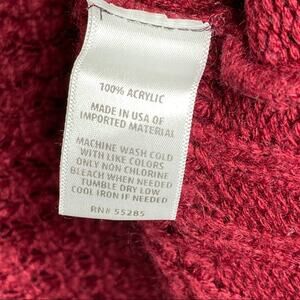 100% ACRYLIC
MADE IN USA OF
IMPORTED MATERIAL
MACHINE WASH COLD
WITH LIKE COLORS
ONLY NON CHLORINE
BLEACH WHEN NEEDED
TUMBLE DRY LOW
COOL IRON IF NEEDED
RN# 55285